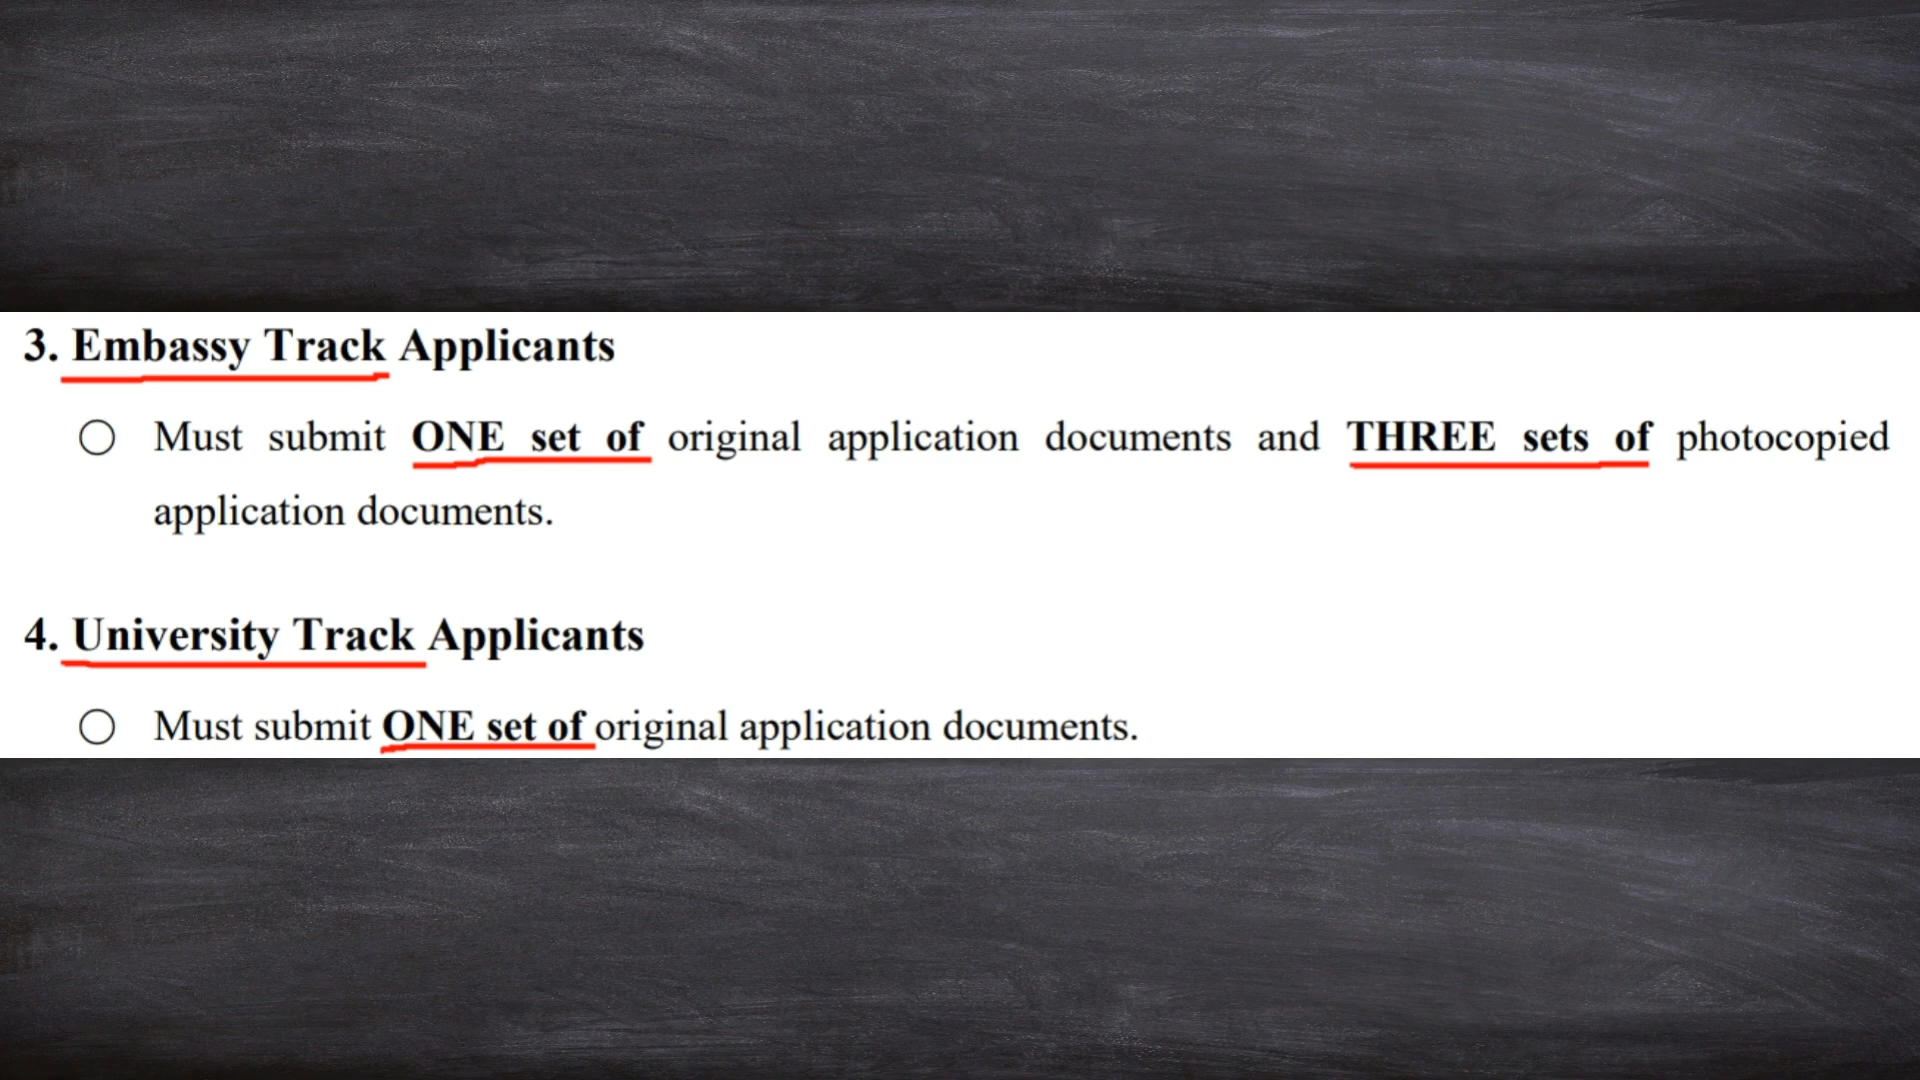 3. Embassy Track Applicants
○ Must submit ONE set of original application documents and THREE sets of photocopied
application documents.
4. University Track Applicants
○ Must submit ONE set of original application documents.